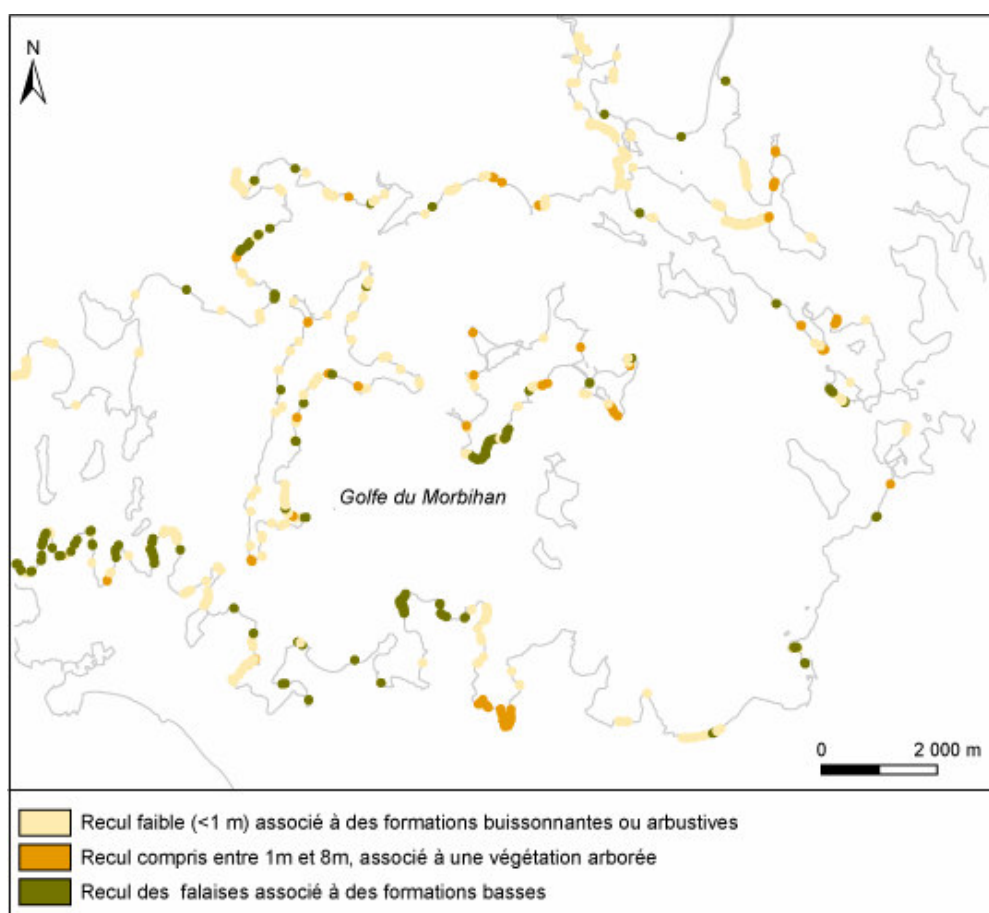 N
Golfe du Morbihan
0 2 000 m
Recul faible (<1 m) associé à des formations buissonnantes ou arbustives
Recul compris entre 1m et 8m, associé à une végétation arborée
Recul des falaises associé à des formations basses